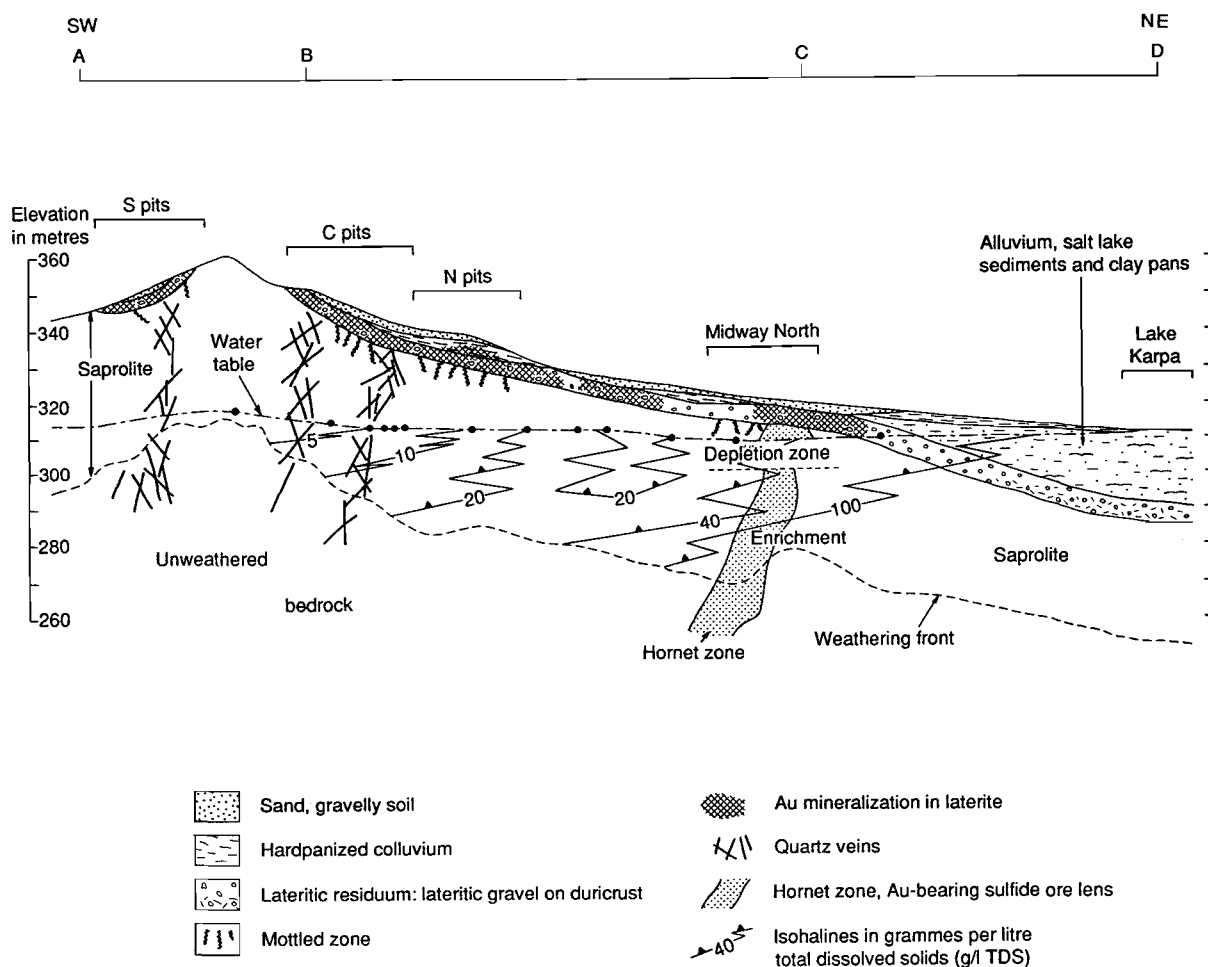 SW
NE
A
B
C
D
S pits
Elevation
in metres
C pits
N pits
Alluvium, salt lake
sediments and clay pans
Midway North
Lake
Karpa
360
340
320
300
280
260
Water
table
Saprolite
5
10
20
20
40
100
Depletion zone
Enrichment
Saprolite
Unweathered
bedrock
Hornet zone
Weathering front
Sand, gravelly soil
Hardpanized colluvium
Lateritic residuum: lateritic gravel on duricrust
Mottled zone
Au mineralization in laterite
Quartz veins
Hornet zone, Au-bearing sulfide ore lens
40
Isohalines in grammes per litre
total dissolved solids (g/l TDS)